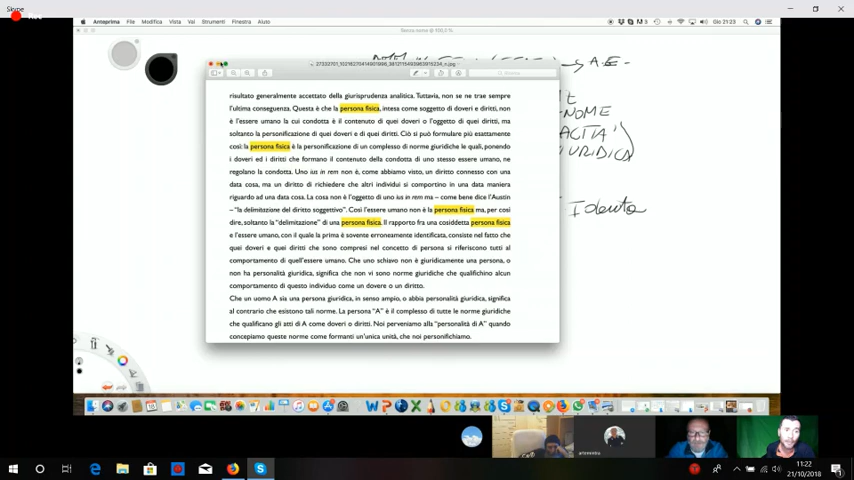 Skype
Rec
Anteprima File Modifica Vista Vai Strumenti Finestra Aiuto
Gio 21:23
A.E.
NOME
risultato generalmente accettato della giurisprudenza analitica. Tuttavia, non se ne trae sempre
l'ultima conseguenza. Questa è che la persona fisica, intesa come soggetto di doveri e diritti, non
è l'essere umano la cui condotta è il contenuto di quei doveri o l'oggetto di quei diritti, ma
soltanto la personificazione di quei doveri e di quei diritti. Ciò si può formulare più esattamente
così: la persona fisica è la personificazione di un complesso di norme giuridiche le quali, ponendo
i doveri ed i diritti che formano il contenuto della condotta di uno stesso essere umano, ne
regolano la condotta. Uno ius in rem non è, come abbiamo visto, un diritto connesso con una
data cosa, ma un diritto di richiedere che altri individui si comportino in una data maniera
riguardo ad una data cosa. La cosa non è l'oggetto di uno ius in rem ma – come bene dice l'Austin
– "la delimitazione del diritto soggettivo". Così l'essere umano non è la persona fisica ma, per così
dire, soltanto la "delimitazione" di una persona fisica. Il rapporto fra una cosiddetta persona fisica
e l'essere umano, con il quale la prima è sovente erroneamente identificata, consiste nel fatto che
quei doveri e quei diritti che sono compresi nel concetto di persona si riferiscono tutti al
comportamento di quell'essere umano. Che uno schiavo non è giuridicamente una persona, o
non ha personalità giuridica, significa che non vi sono norme giuridiche che qualifichino alcun
comportamento di questo individuo come un dovere o un diritto.
Che un uomo A sia una persona giuridica, in senso ampio, o abbia personalità giuridica, significa
al contrario che esistono tali norme. La persona "A" è il complesso di tutte le norme giuridiche
che qualificano gli atti di A come doveri o diritti. Noi perveniamo alla "personalità di A" quando
concepiamo queste norme come formanti un'unica unità, che noi personifichiamo.
11:22
21/10/2018